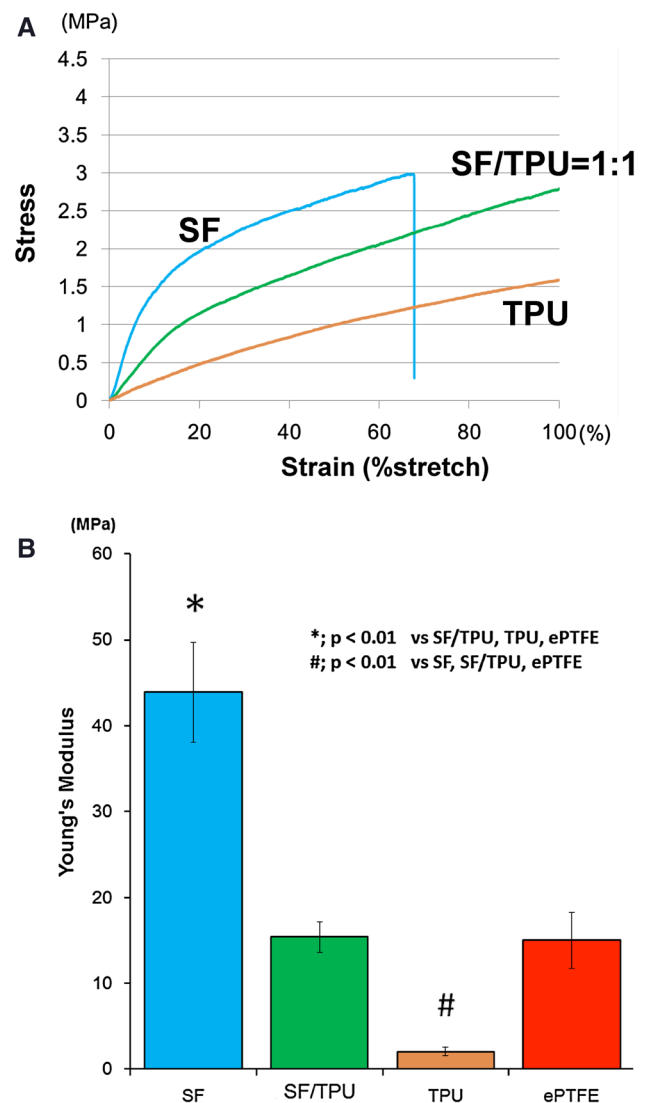 A
(MPa)
4.5
4
3.5
3
2.5
2
1.5
1
0.5
0
Stress
SF/TPU=1:1
SF
TPU
0 20 40 60 80 100 (%)
Strain (%stretch)
B
(MPa)
60
50
40
30
20
10
0
Young's Modulus
*
*; p < 0.01 vs SF/TPU, TPU, ePTFE
#; p < 0.01 vs SF, SF/TPU, ePTFE
#
SF SF/TPU TPU ePTFE